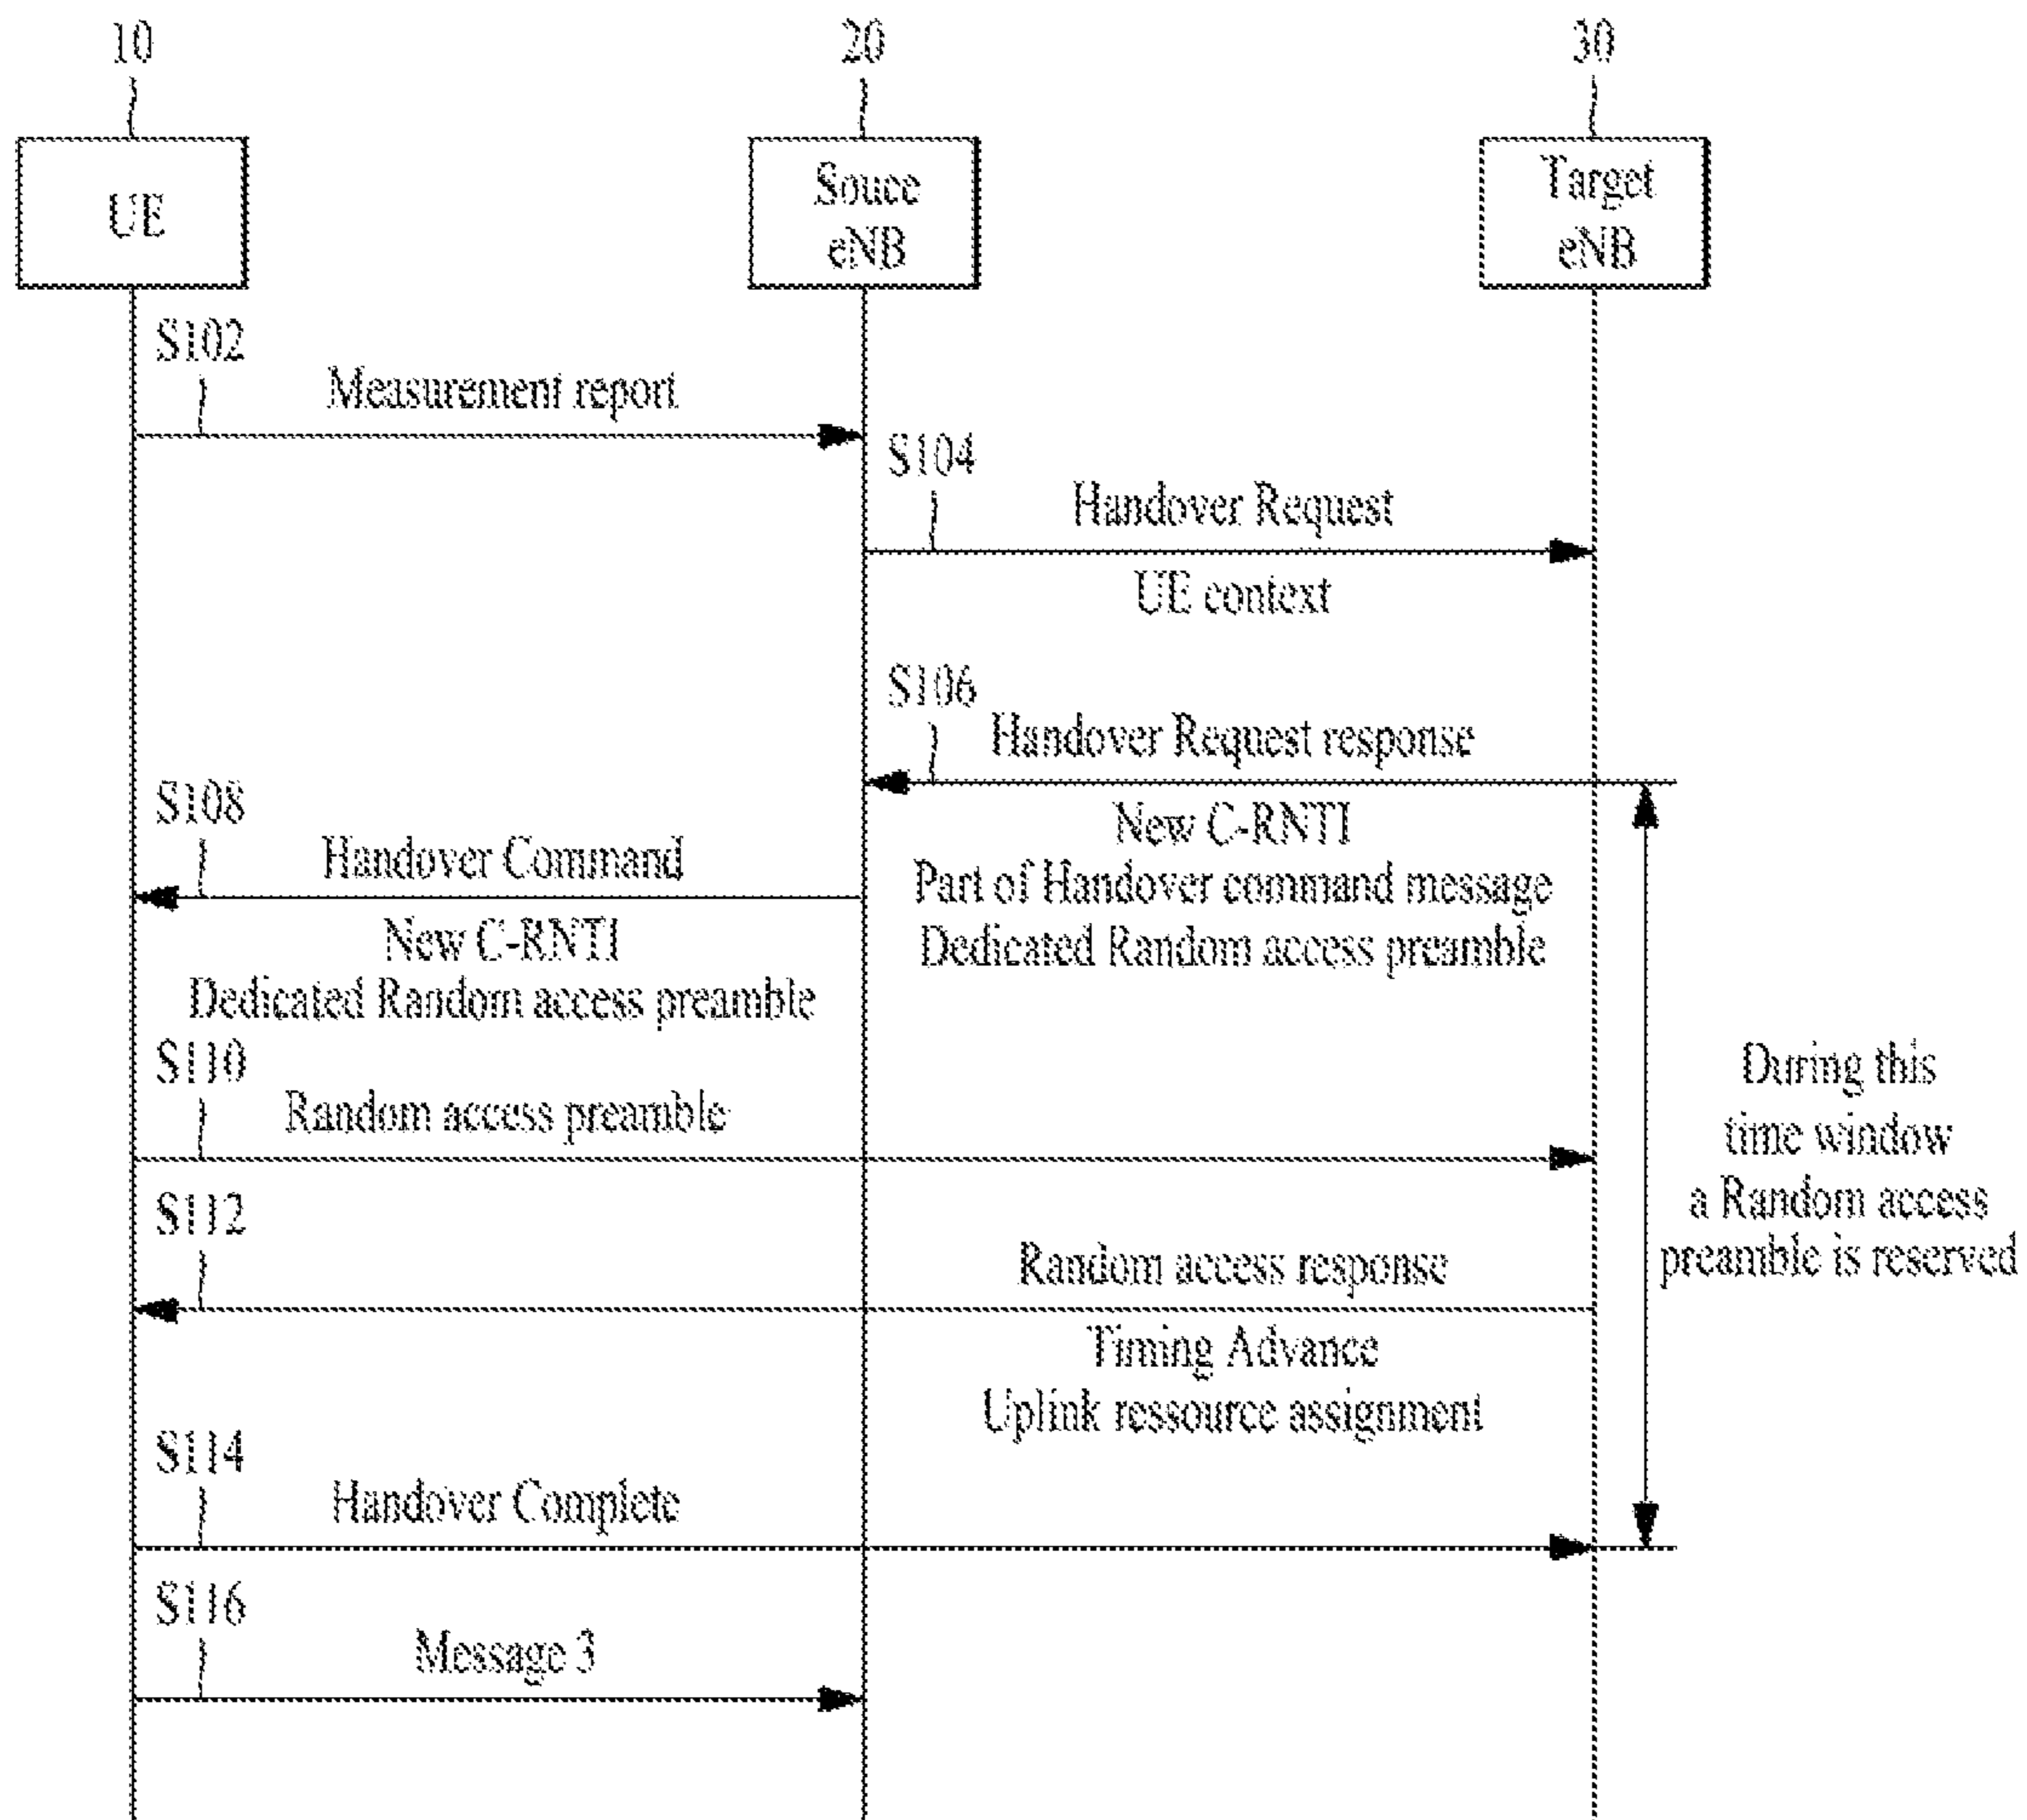 10
20
30
UE
Souce
eNB
Target
eNB
S102
Measurement report
S104
Handover Request
UE context
S106
Handover Request response
New C-RNTI
Part of Handover command message
Dedicated Random access preamble
S108
Handover Command
New C-RNTI
Dedicated Random access preamble
S110
Random access preamble
During this
time window
a Random access
preamble is reserved
S112
Random access response
Timing Advance
Uplink ressource assignment
S114
Handover Complete
S116
Message 3